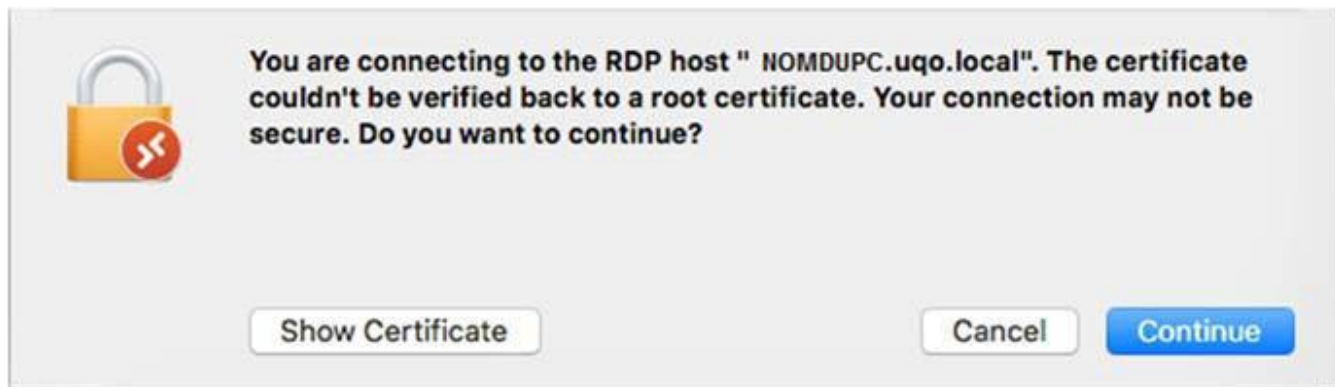 You are connecting to the RDP host " NOMDUPC.uqo.local". The certificate
couldn't be verified back to a root certificate. Your connection may not be
secure. Do you want to continue?
Show Certificate
Cancel
Continue